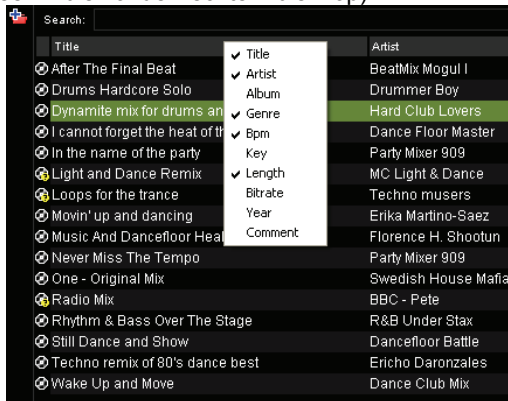 Search:
Title Artist
After The Final Beat BeatMix Mogul I
Drums Hardcore Solo Drummer Boy
Dynamite mix for drums an Hard Club Lovers
I cannot forget the heat of th Dance Floor Master
In the name of the party Party Mixer 909
Light and Dance Remix MC Light & Dance
Loops for the trance Techno musers
Movin' up and dancing Erika Martino-Saez
Music And Dancefloor Heal Florence H. Shootun
Never Miss The Tempo Party Mixer 909
One - Original Mix Swedish House Mafia
Radio Mix BBC - Pete
Rhythm & Bass Over The Stage R&B Under Stax
Still Dance and Show Dancefloor Battle
Techno remix of 80's dance best Ericho Daronzales
Wake Up and Move Dance Club Mix
Title
Artist
Album
Genre
Bpm
Key
Length
Bitrate
Year
Comment